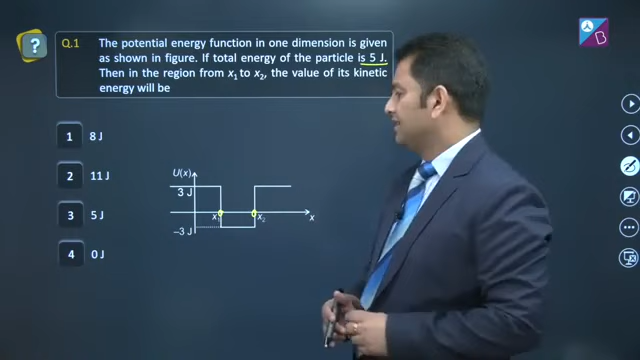 ?
Q.1 The potential energy function in one dimension is given
as shown in figure. If total energy of the particle is 5 J.
Then in the region from x₁ to x₂, the value of its kinetic
energy will be
1 8 J
2 11 J
3 5 J
4 0 J
U(x)
3 J
x₁ x₂ x
–3 J
B